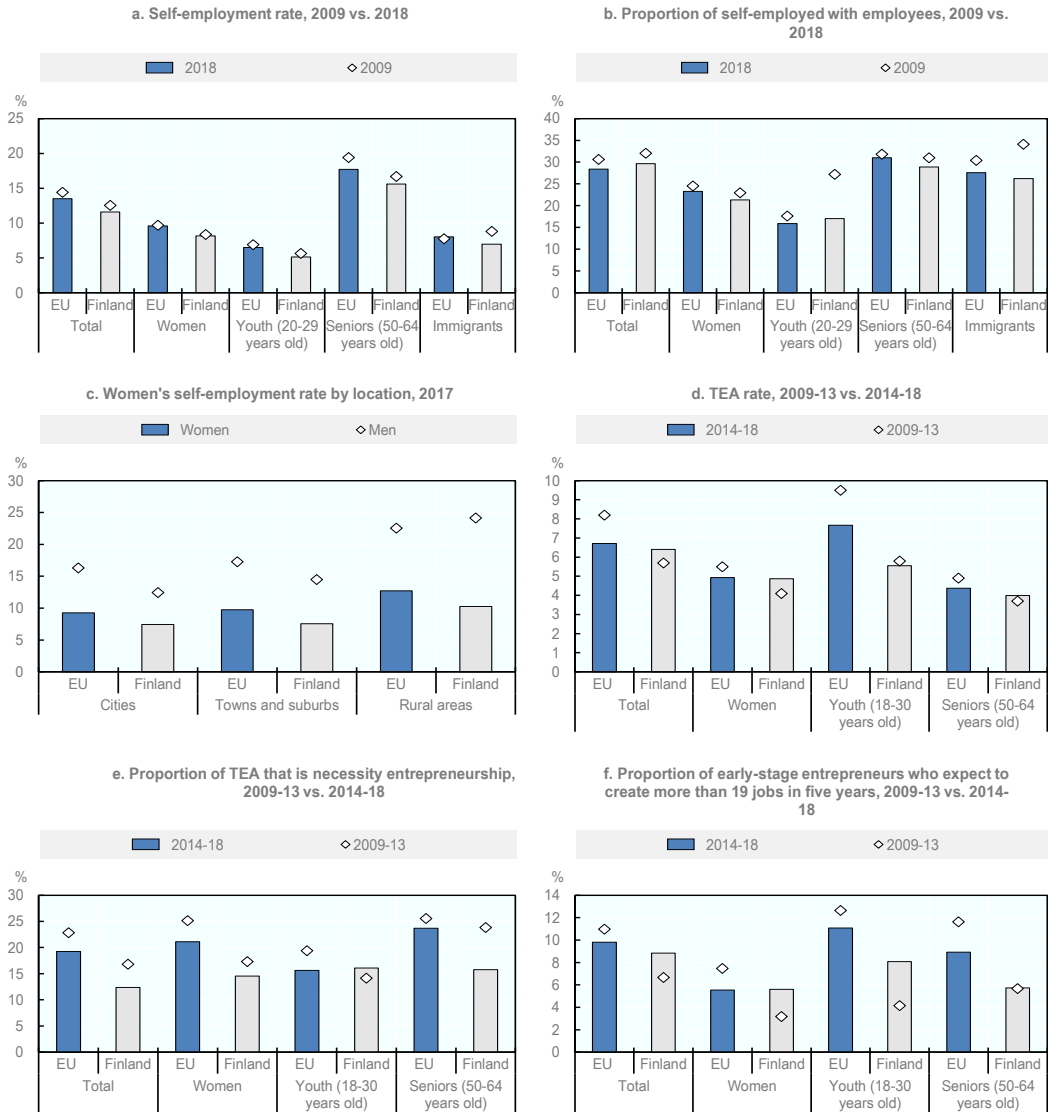 a. Self-employment rate, 2009 vs. 2018
2018
2009
%
25
20
15
10
5
0
EU
Finland
EU
Finland
EU
Finland
EU
Finland
EU
Finland
Total
Women
Youth (20-29
years old)
Seniors (50-64
years old)
Immigrants
b. Proportion of self-employed with employees, 2009 vs.
2018
2018
2009
%
40
35
30
25
20
15
10
5
0
EU
Finland
EU
Finland
EU
Finland
EU
Finland
EU
Finland
Total
Women
Youth (20-29
years old)
Seniors (50-64
years old)
Immigrants
c. Women's self-employment rate by location, 2017
Women
Men
%
30
25
20
15
10
5
0
EU
Finland
EU
Finland
EU
Finland
Cities
Towns and suburbs
Rural areas
d. TEA rate, 2009-13 vs. 2014-18
2014-18
2009-13
%
10
9
8
7
6
5
4
3
2
1
0
EU
Finland
EU
Finland
EU
Finland
EU
Finland
Total
Women
Youth (18-30
years old)
Seniors (50-64
years old)
e. Proportion of TEA that is necessity entrepreneurship,
2009-13 vs. 2014-18
2014-18
2009-13
%
30
25
20
15
10
5
0
EU
Finland
EU
Finland
EU
Finland
EU
Finland
Total
Women
Youth (18-30
years old)
Seniors (50-64
years old)
f. Proportion of early-stage entrepreneurs who expect to
create more than 19 jobs in five years, 2009-13 vs. 2014-
18
2014-18
2009-13
%
14
12
10
8
6
4
2
0
EU
Finland
EU
Finland
EU
Finland
EU
Finland
Total
Women
Youth (18-30
years old)
Seniors (50-64
years old)